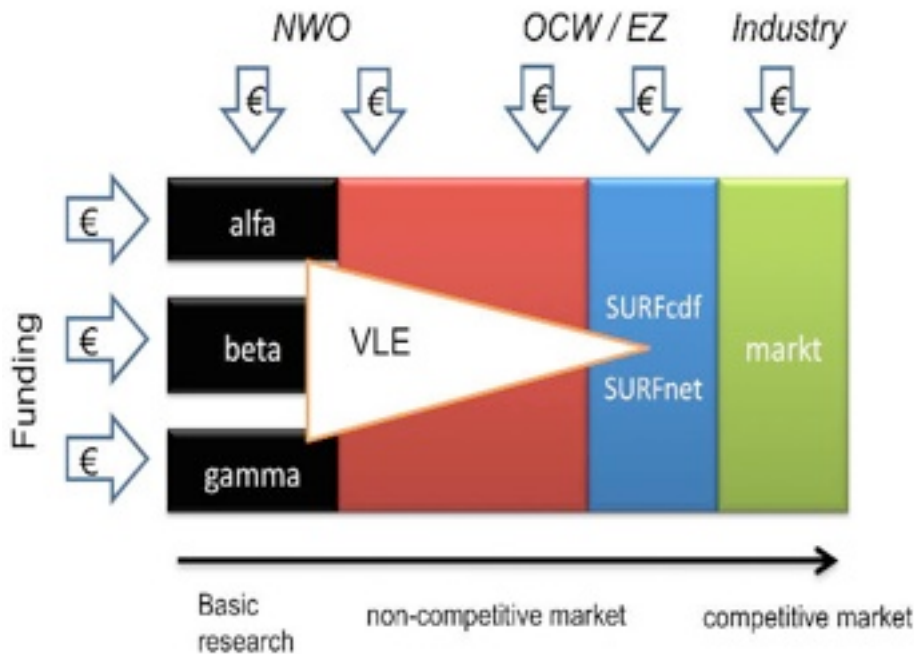 NWO OCW / EZ Industry
€ € € € €
€ alfa
Funding
€ beta VLE SURFcdf markt
SURFnet
€ gamma
Basic research non-competitive market competitive market